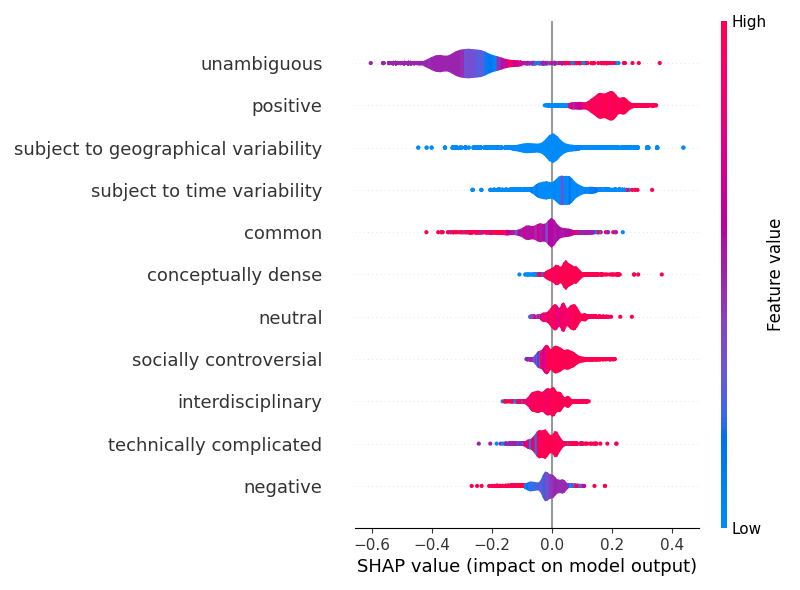 High
unambiguous
positive
subject to geographical variability
subject to time variability
common
conceptually dense
neutral
socially controversial
interdisciplinary
technically complicated
negative
Feature value
Low
−0.6 −0.4 −0.2 0.0 0.2 0.4
SHAP value (impact on model output)